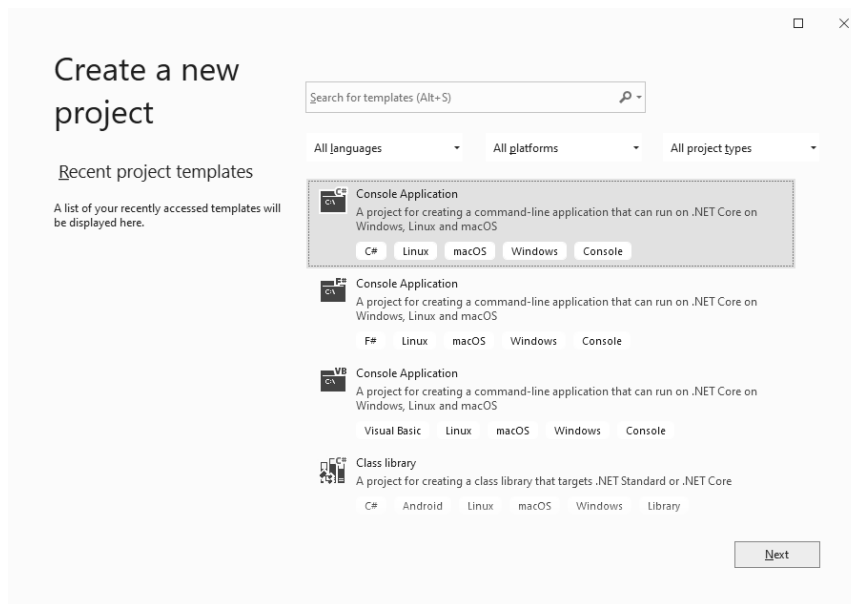 Create a new
project
Recent project templates
A list of your recently accessed templates will
be displayed here.
Search for templates (Alt+S)
All languages
All platforms
All project types
C#
C:\
Console Application
A project for creating a command-line application that can run on .NET Core on
Windows, Linux and macOS
C# Linux macOS Windows Console
F#
C:\
Console Application
A project for creating a command-line application that can run on .NET Core on
Windows, Linux and macOS
F# Linux macOS Windows Console
VB
C:\
Console Application
A project for creating a command-line application that can run on .NET Core on
Windows, Linux and macOS
Visual Basic Linux macOS Windows Console
C#
Class library
A project for creating a class library that targets .NET Standard or .NET Core
C# Android Linux macOS Windows Library
Next